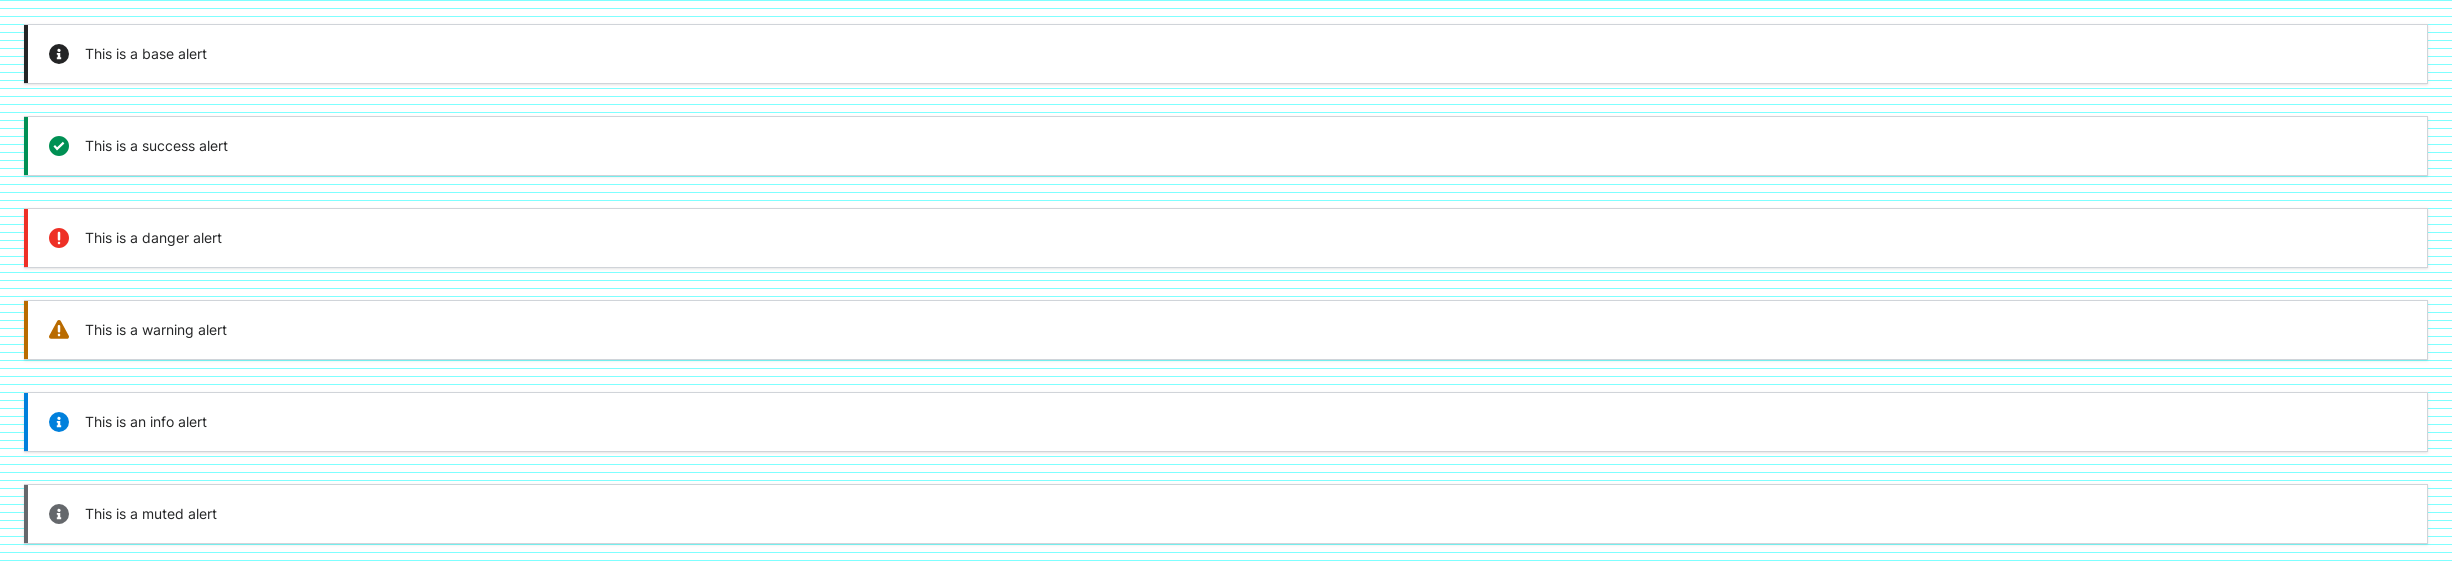 This is a base alert
This is a success alert
This is a danger alert
This is a warning alert
This is an info alert
This is a muted alert